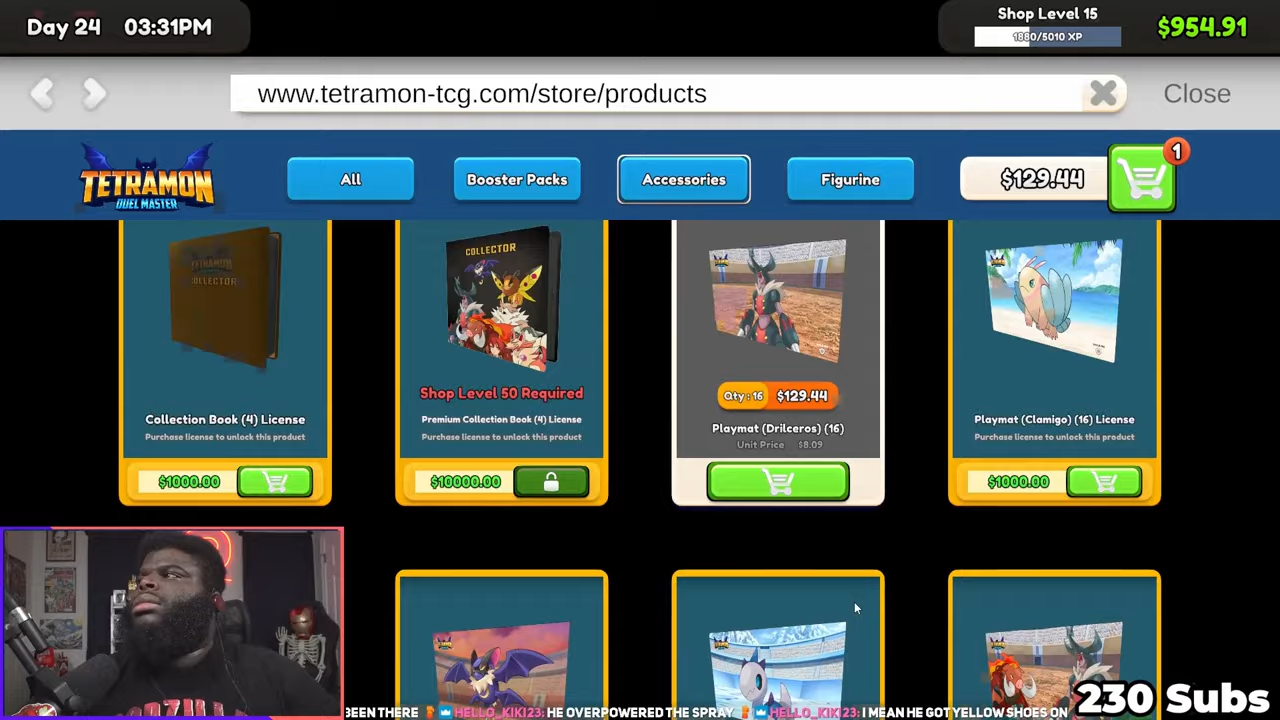 Day 24 03:31PM
Shop Level 15
1880/5010 XP
$954.91
www.tetramon-tcg.com/store/products
Close
TETRAMON
DUEL MASTER
All
Booster Packs
Accessories
Figurine
$129.44
1
TETRAMON
COLLECTOR
Collection Book (4) License
Purchase license to unlock this product
$1000.00
COLLECTOR
Shop Level 50 Required
Premium Collection Book (4) License
Purchase license to unlock this product
$10000.00
Qty : 16 $129.44
Playmat (Drilceros) (16)
Unit Price $8.09
Playmat (Clamigo) (16) License
Purchase license to unlock this product
$1000.00
230 Subs
BEEN THERE HELLO_KIKI23: HE OVERPOWERED THE SPRAY HELLO_KIKI23: I MEAN HE GOT YELLOW SHOES ON